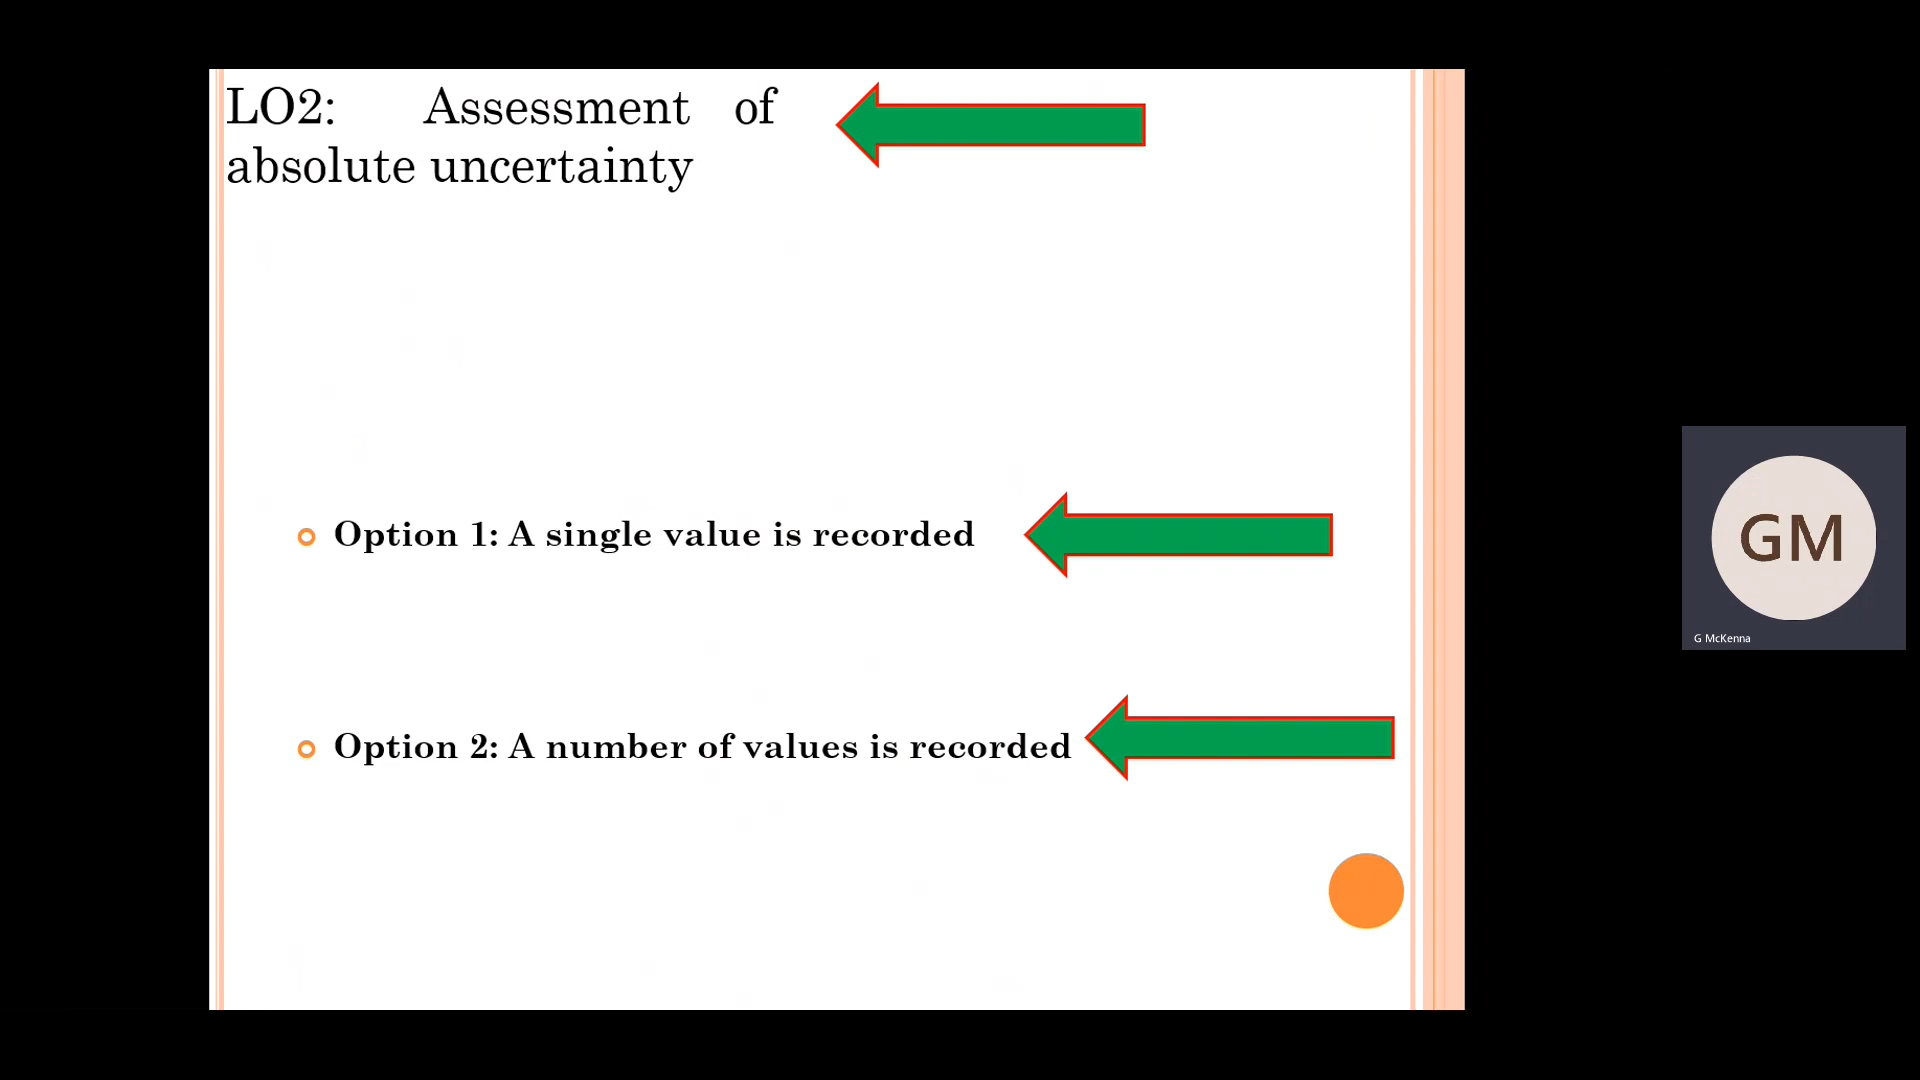 LO2: Assessment of
absolute uncertainty
Option 1: A single value is recorded
Option 2: A number of values is recorded
GM
G McKenna